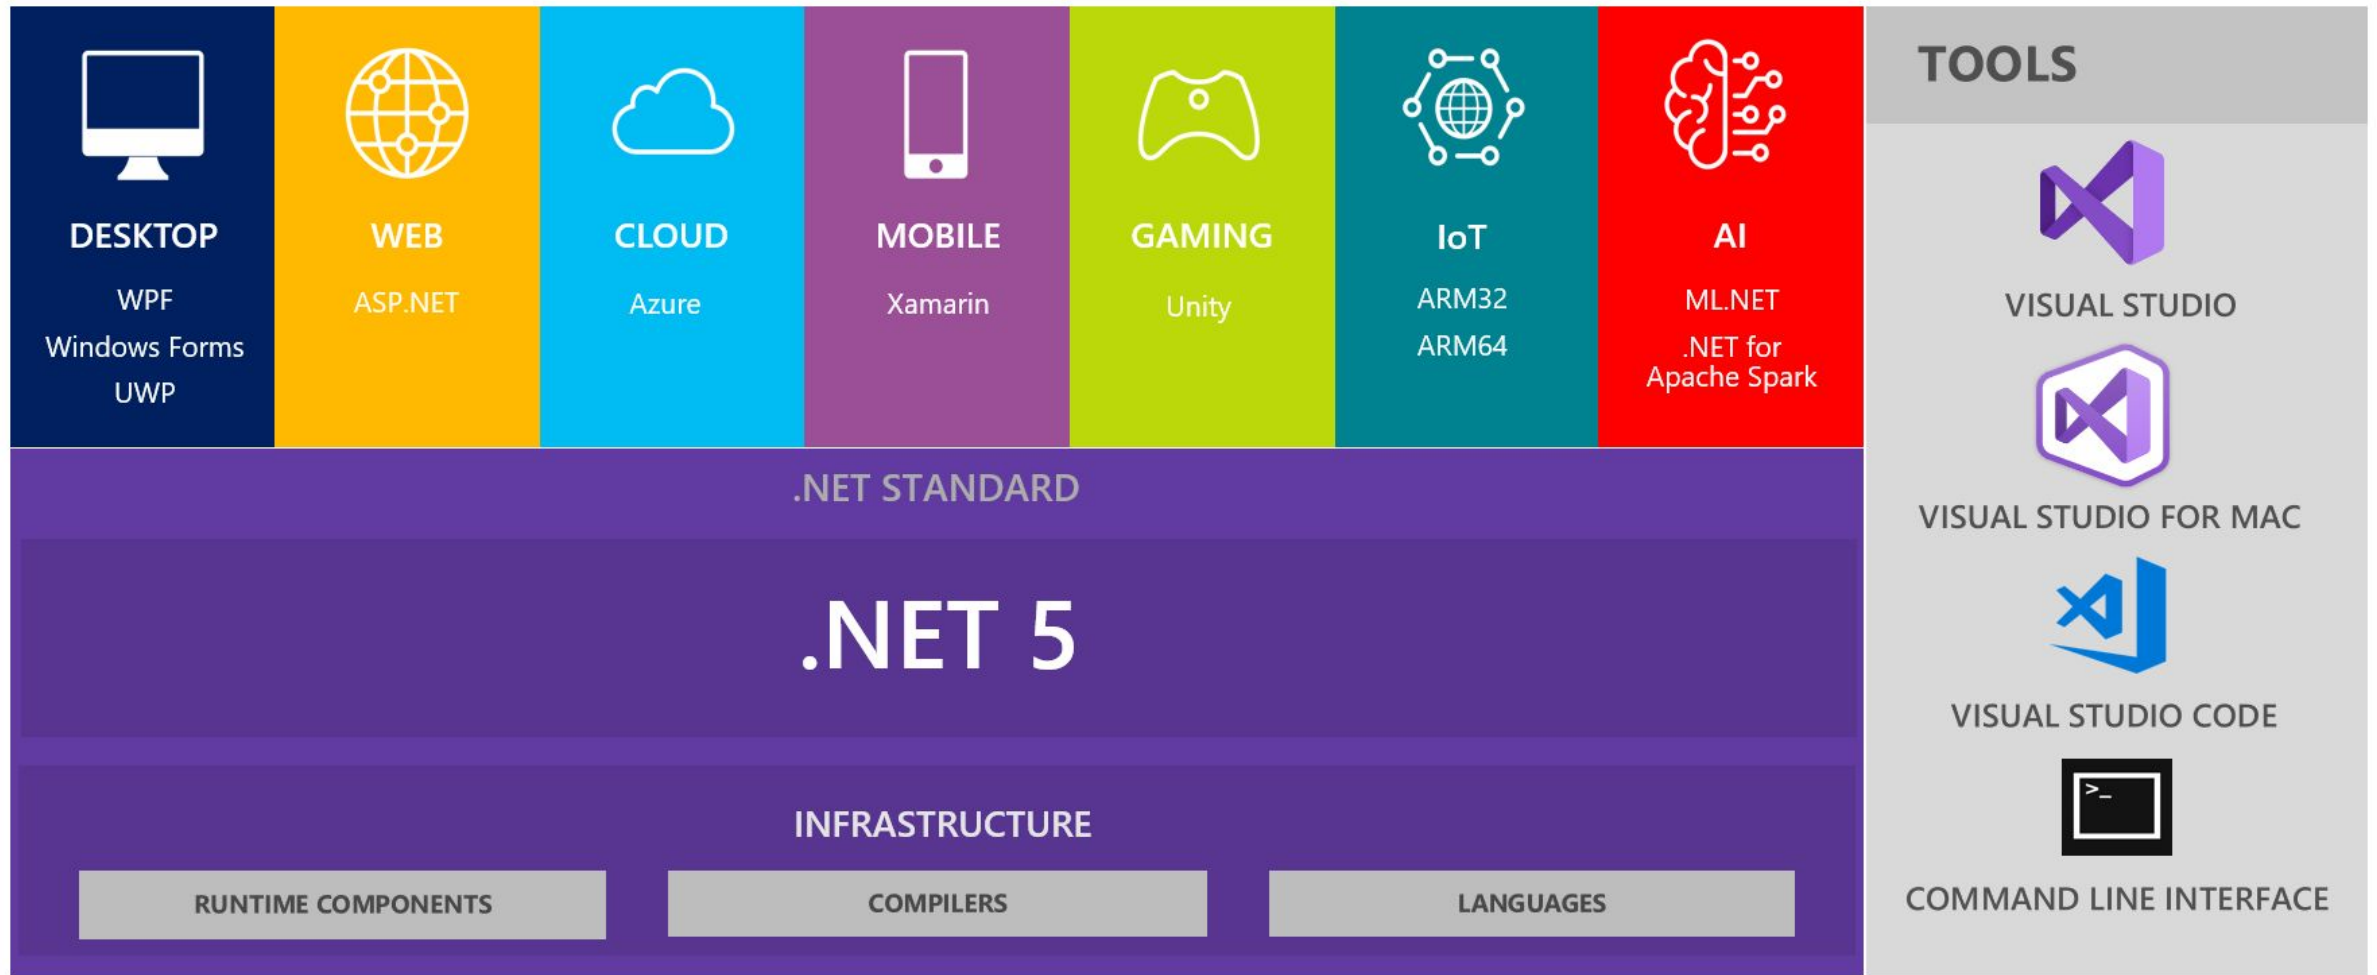 DESKTOP
WPF
Windows Forms
UWP
WEB
ASP.NET
CLOUD
Azure
MOBILE
Xamarin
GAMING
Unity
IoT
ARM32
ARM64
AI
ML.NET
.NET for
Apache Spark
.NET STANDARD
.NET 5
INFRASTRUCTURE
RUNTIME COMPONENTS
COMPILERS
LANGUAGES
TOOLS
VISUAL STUDIO
VISUAL STUDIO FOR MAC
VISUAL STUDIO CODE
>_
COMMAND LINE INTERFACE